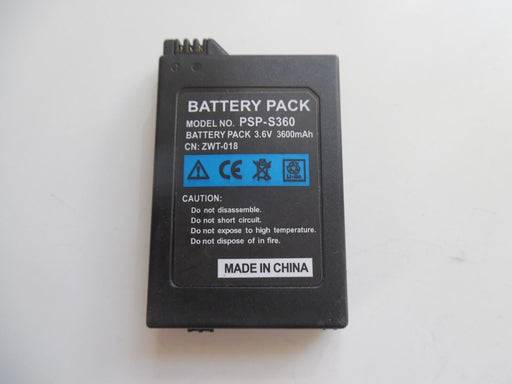 BATTERY PACK
MODEL NO. PSP-S360
BATTERY PACK 3.6V 3600mAh
CN: ZWT-018
CE Li-ion
CAUTION:
Do not disassemble.
Do not short circuit.
Do not expose to high temperature.
Do not dispose of in fire.
MADE IN CHINA